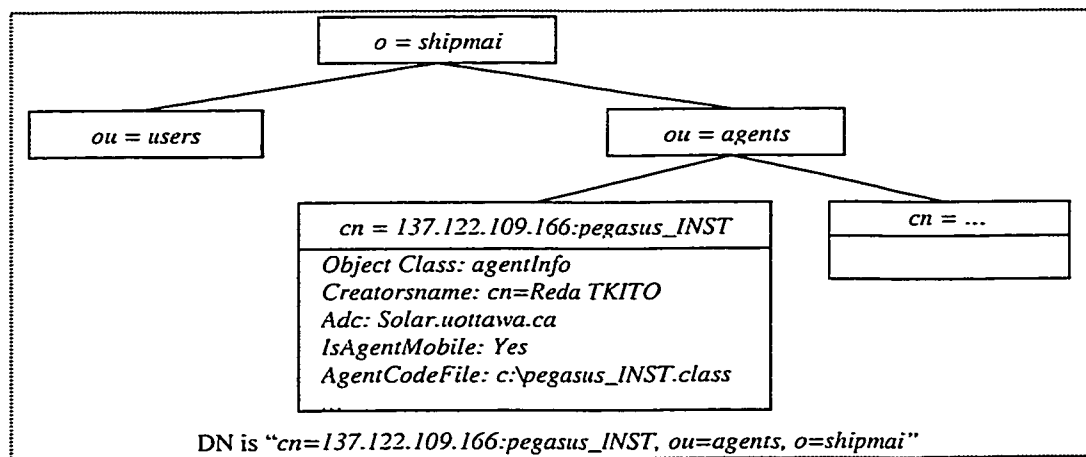 o = shipmai
ou = users
ou = agents
cn = 137.122.109.166:pegasus_INST
cn = ...
Object Class: agentInfo
Creatorsname: cn=Reda TKITO
Adc: Solar.uottawa.ca
IsAgentMobile: Yes
AgentCodeFile: c:\pegasus_INST.class
...
DN is “cn=137.122.109.166:pegasus_INST, ou=agents, o=shipmai”